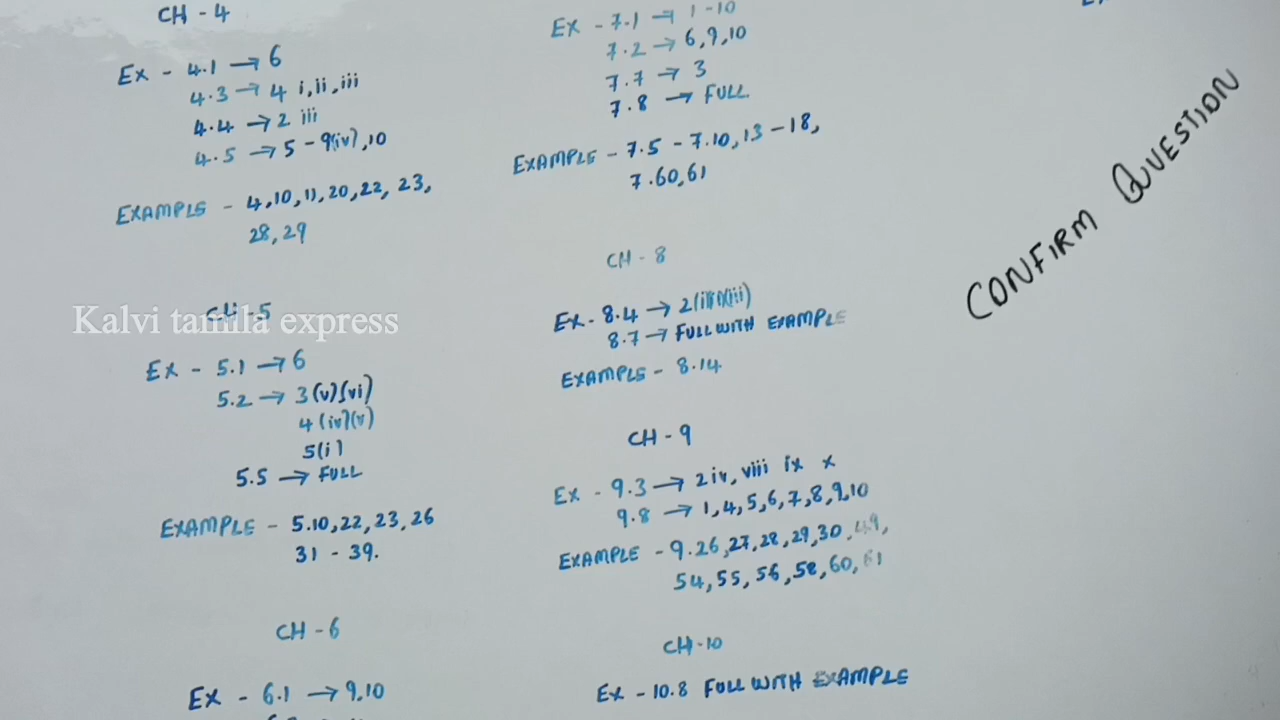 CH - 4
Ex - 4.1 → 6
4.3 → 4 i,ii,iii
4.4 → 2 iii
4.5 → 5 - 9(iv),10
EXAMPLE - 4,10,11,20,22, 23,
28,29
CH - 5
Kalvi tamila express
Ex - 5.1 → 6
5.2 → 3(v)(vi)
4(iv)(v)
5(i)
5.5 → FULL
EXAMPLE - 5.10,22,23,26
31 - 39.
CH - 6
Ex - 6.1 → 9,10
Ex - 7.1 → 1-10
7.2 → 6,9,10
7.7 → 3
7.8 → FULL
EXAMPLE - 7.5 - 7.10,13-18,
7.60,61
CH - 8
Ex - 8.4 →
8.7 → FULL WITH EXAMPLE
EXAMPLE - 8.14
CH - 9
Ex - 9.3 → 2iv,viii ix x
9.8 → 1,4,5,6,7,8,9,10
EXAMPLE - 9.26,27,28,29,30,49,
54,55,56,58,60,61
CH-10
Ex - 10.8 FULL WITH EXAMPLE
CONFIRM QUESTION